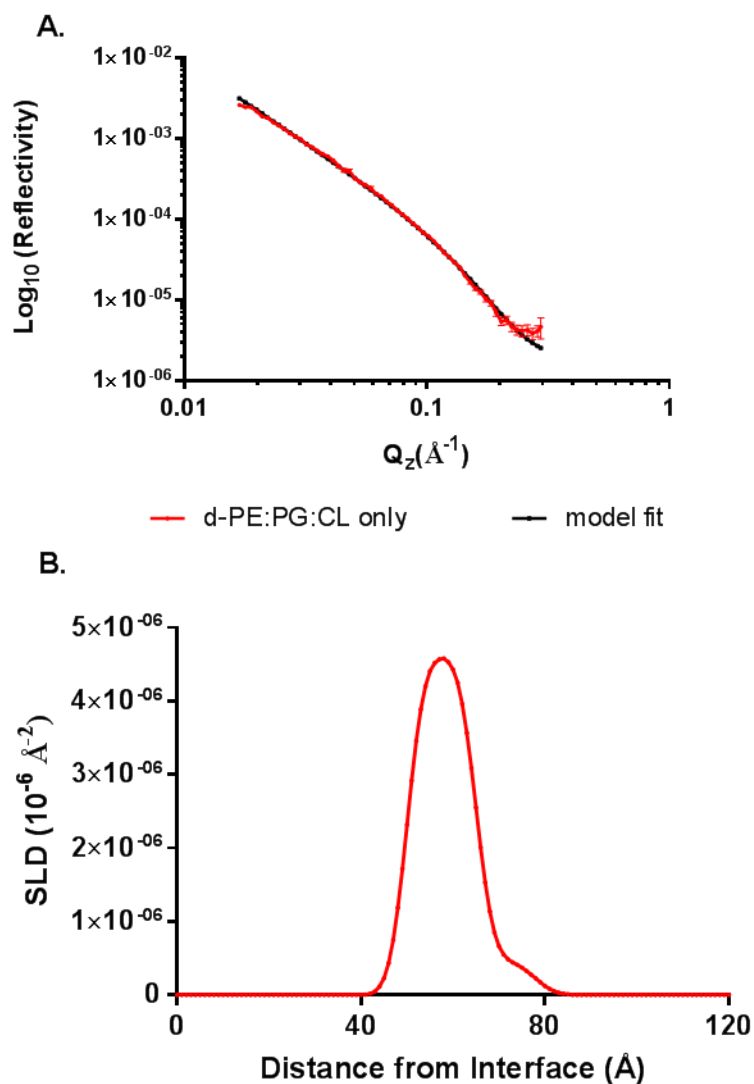 A.
1× 10⁻⁰²
1× 10⁻⁰³
1× 10⁻⁰⁴
1× 10⁻⁰⁵
1× 10⁻⁰⁶
Log₁₀ (Reflectivity)
0.01 0.1 1
Q_z(Å⁻¹)
d-PE:PG:CL only model fit
B.
5×10⁻⁰⁶
4×10⁻⁰⁶
3×10⁻⁰⁶
2×10⁻⁰⁶
1×10⁻⁰⁶
0
SLD (10⁻⁶ Å⁻²)
0 40 80 120
Distance from Interface (Å)